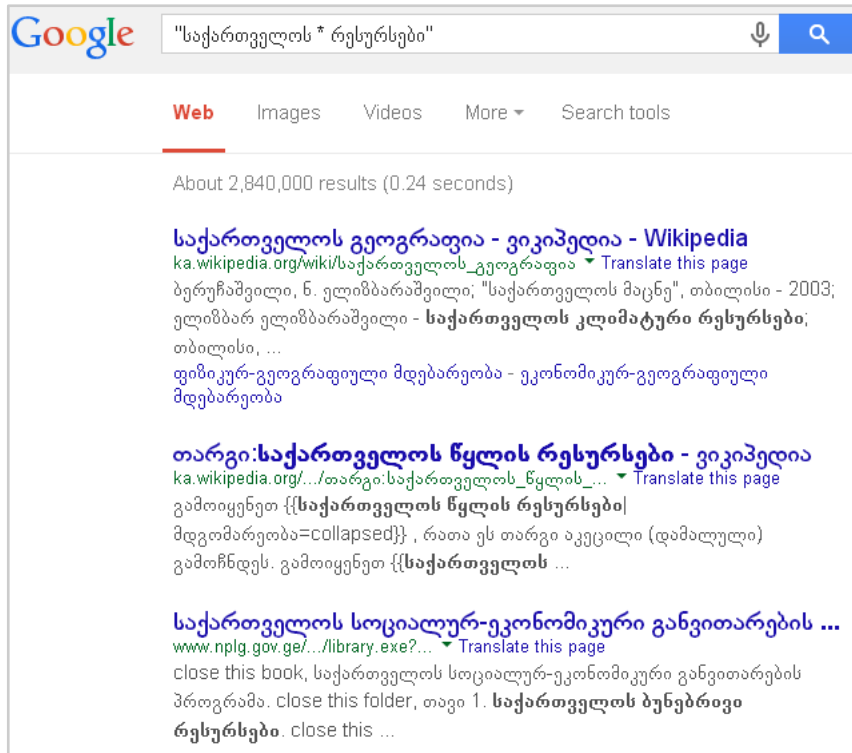 Google "საქართველოს * რესურსები"
Web Images Videos More Search tools
About 2,840,000 results (0.24 seconds)
საქართველოს გეოგრაფია - ვიკიპედია - Wikipedia
ka.wikipedia.org/wiki/საქართველოს_გეოგრაფია Translate this page
ბერუჩაშვილი, ნ. ელიზბარაშვილი; "საქართველოს მაცნე", თბილისი - 2003;
ელიზბარ ელიზბარაშვილი - საქართველოს კლიმატური რესურსები;
თბილისი, ...
ფიზიკურ-გეოგრაფიული მდებარეობა - ეკონომიკურ-გეოგრაფიული
მდებარეობა
თარგი:საქართველოს წყლის რესურსები - ვიკიპედია
ka.wikipedia.org/.../თარგი:საქართველოს_წყლის_... Translate this page
გამოიყენეთ {{საქართველოს წყლის რესურსები|
მდგომარეობა=collapsed}} , რათა ეს თარგი აკეცილი (დამალული)
გამოჩნდეს. გამოიყენეთ {{საქართველოს ...
საქართველოს სოციალურ-ეკონომიკური განვითარების ...
www.nplg.gov.ge/.../library.exe?... Translate this page
close this book, საქართველოს სოციალურ-ეკონომიკური განვითარების
პროგრამა. close this folder, თავი 1. საქართველოს ბუნებრივი
რესურსები. close this ...